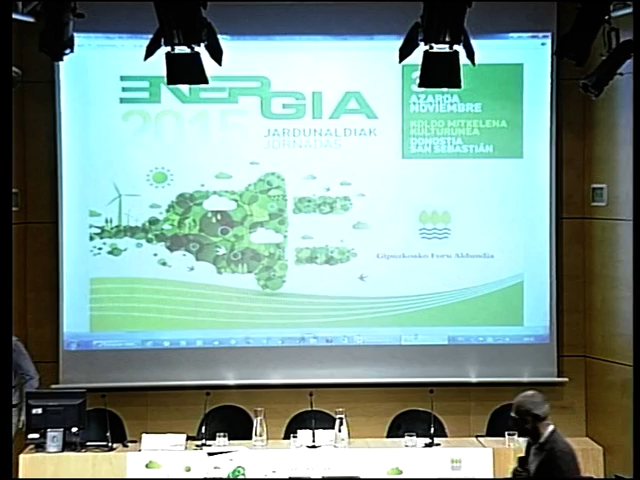 ENERGIA
2015 JARDUNALDIAK
JORNADAS
AZAROA
NOVIEMBRE
KOLDO MITXELENA
KULTURUNEA
DONOSTIA
SAN SEBASTIÁN
Gipuzkoako Foru Aldundia